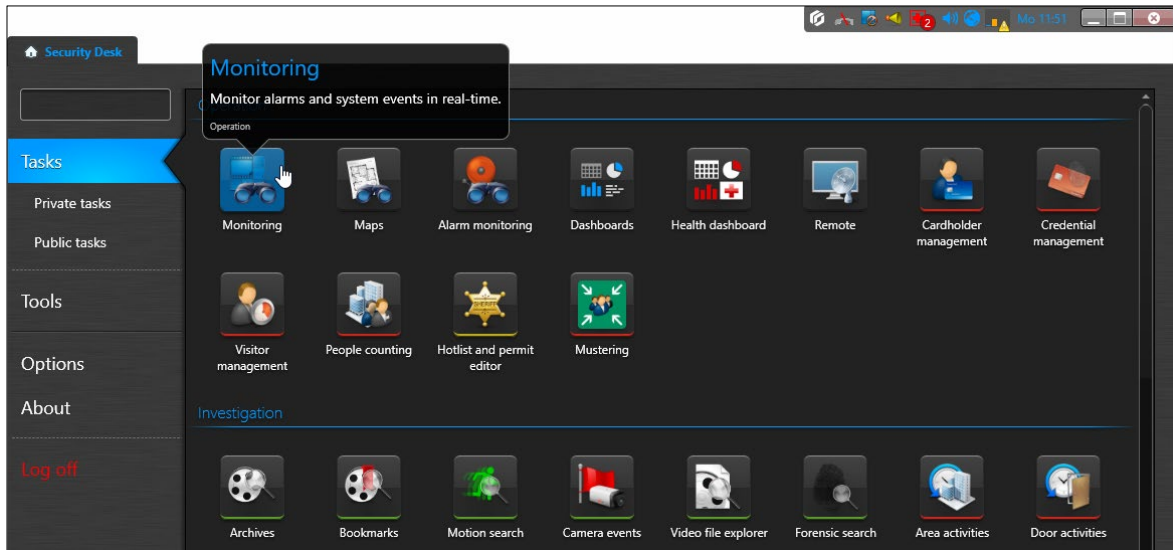 2
Mo 11:51
Security Desk
Monitoring
Monitor alarms and system events in real-time.
Operation
Tasks
Private tasks
Public tasks
Tools
Options
About
Log off
Monitoring
Maps
Alarm monitoring
Dashboards
Health dashboard
Remote
Cardholder
management
Credential
management
Visitor
management
People counting
Hotlist and permit
editor
SHERIFF
Mustering
Investigation
Archives
Bookmarks
Motion search
Camera events
Video file explorer
Forensic search
Area activities
Door activities